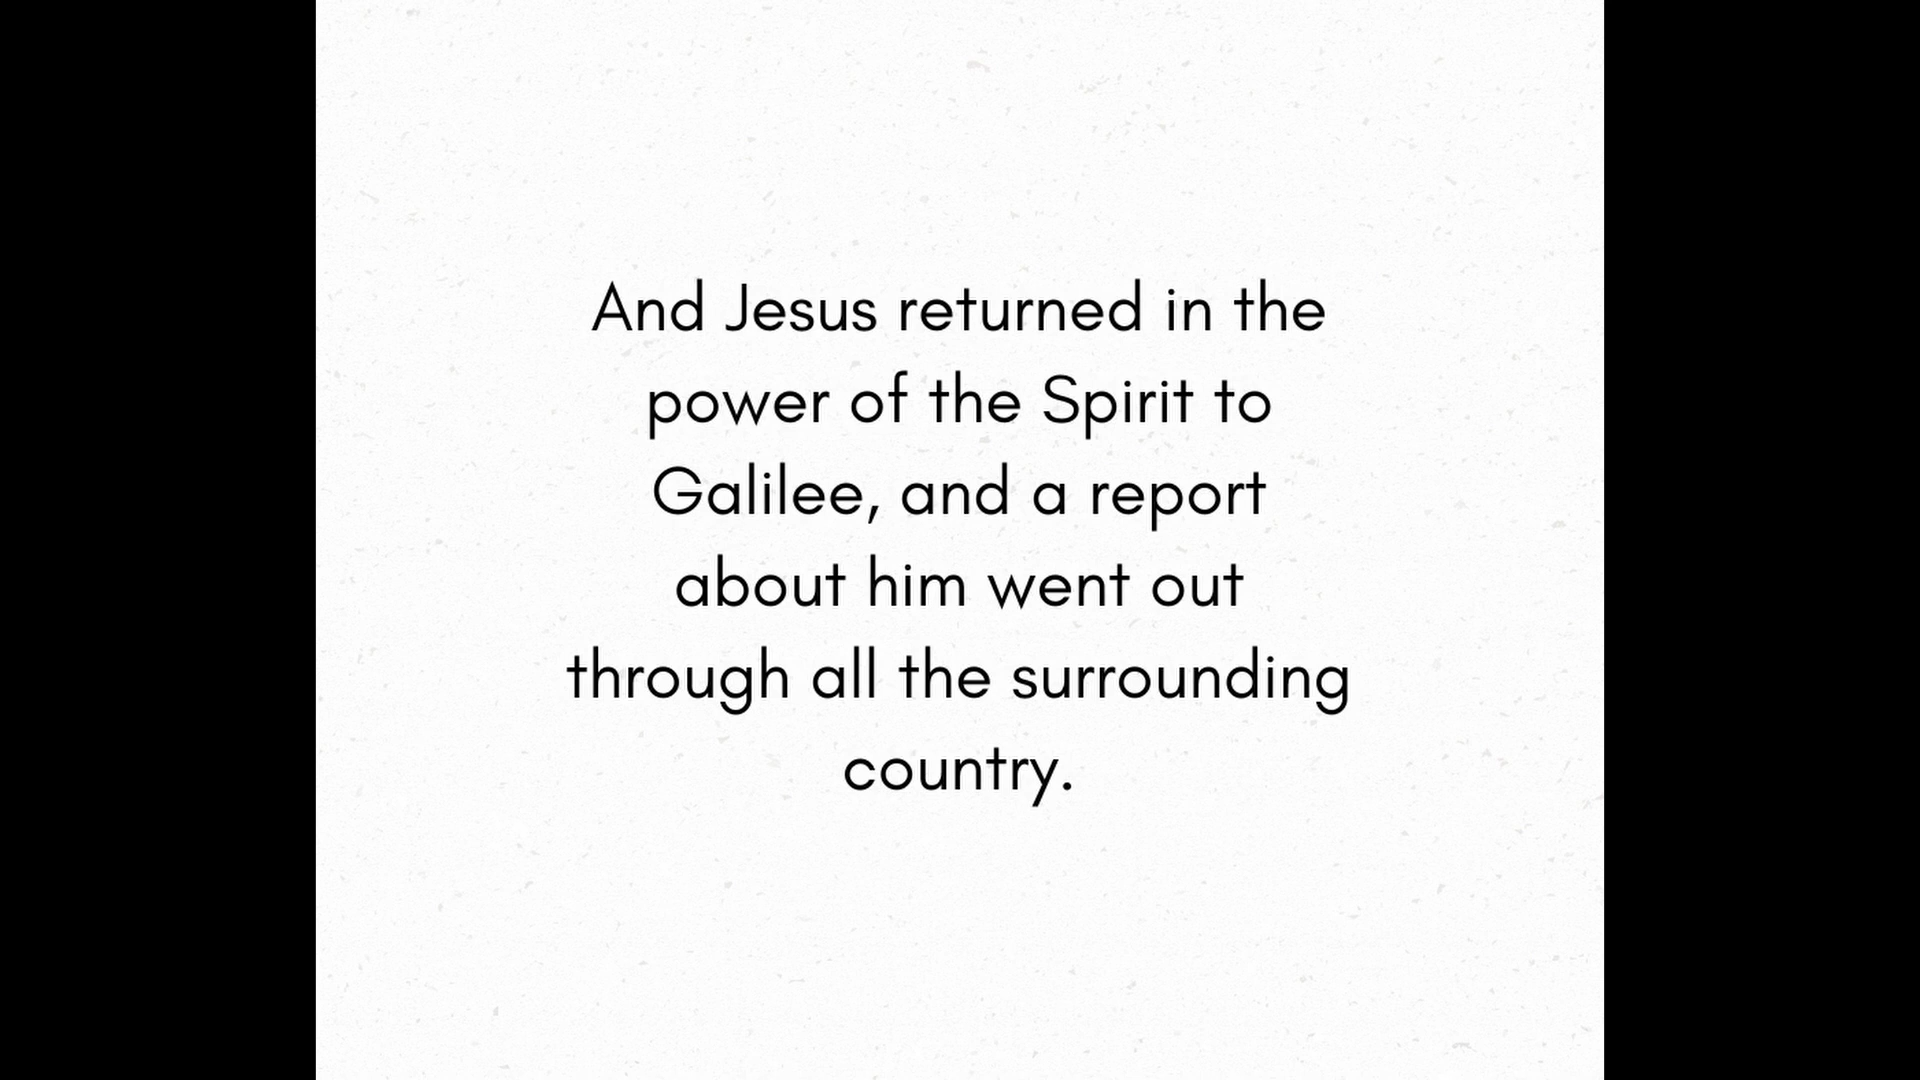 And Jesus returned in the
power of the Spirit to
Galilee, and a report
about him went out
through all the surrounding
country.